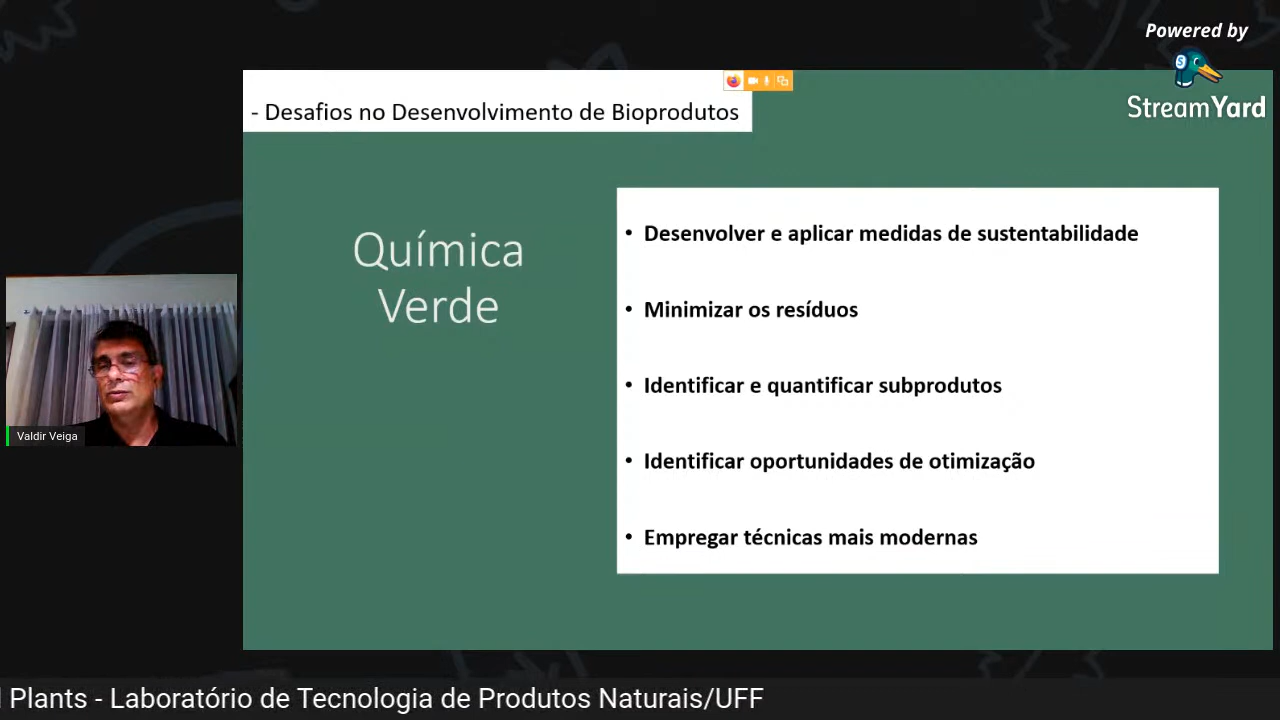 Powered by
StreamYard
- Desafios no Desenvolvimento de Bioprodutos
Química
Verde
• Desenvolver e aplicar medidas de sustentabilidade
• Minimizar os resíduos
• Identificar e quantificar subprodutos
• Identificar oportunidades de otimização
• Empregar técnicas mais modernas
Valdir Veiga
Plants - Laboratório de Tecnologia de Produtos Naturais/UFF